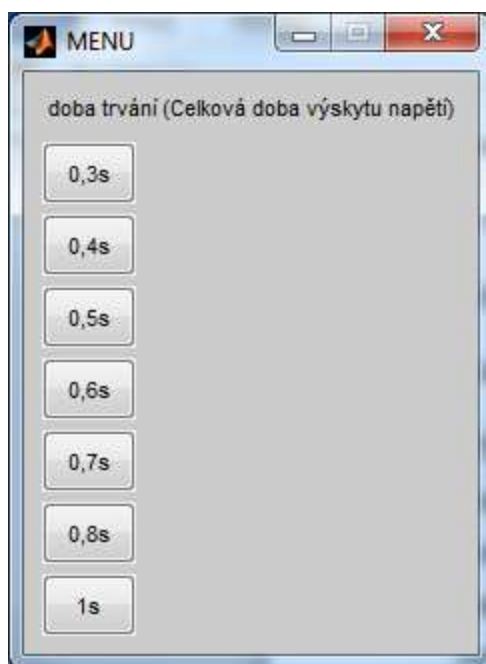 MENU
doba trvání (Celková doba výskytu napětí)
0,3s
0,4s
0,5s
0,6s
0,7s
0,8s
1s